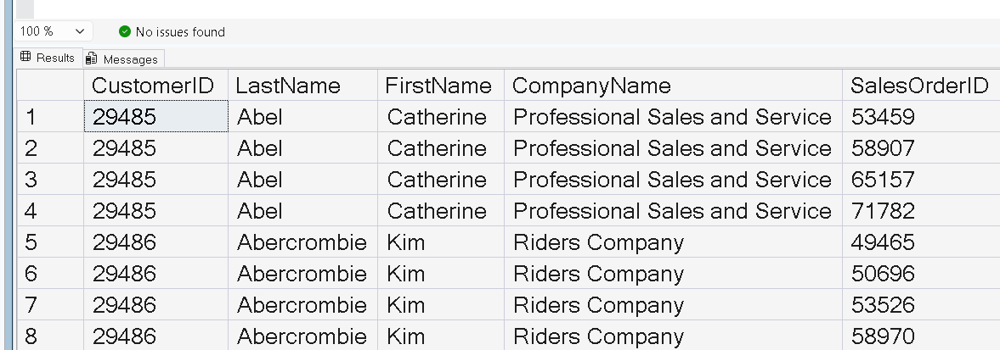 100 %
No issues found
Results Messages
CustomerID LastName FirstName CompanyName SalesOrderID
1 29485 Abel Catherine Professional Sales and Service 53459
2 29485 Abel Catherine Professional Sales and Service 58907
3 29485 Abel Catherine Professional Sales and Service 65157
4 29485 Abel Catherine Professional Sales and Service 71782
5 29486 Abercrombie Kim Riders Company 49465
6 29486 Abercrombie Kim Riders Company 50696
7 29486 Abercrombie Kim Riders Company 53526
8 29486 Abercrombie Kim Riders Company 58970